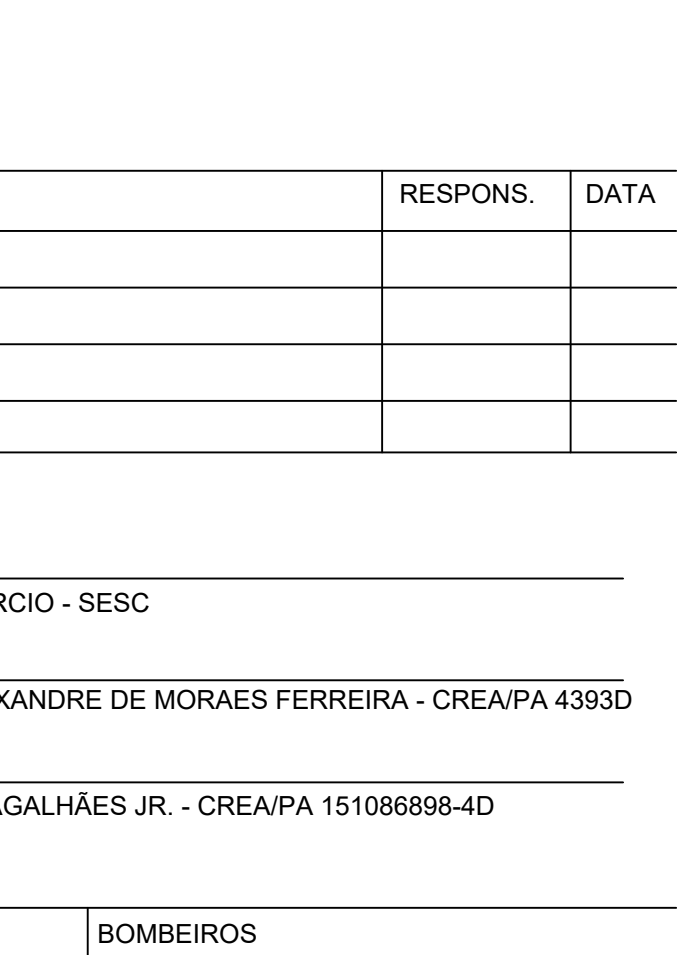 RESPONS. DATA
RCIO - SESC
XANDRE DE MORAES FERREIRA - CREA/PA 4393D
AGALHÃES JR. - CREA/PA 151086898-4D
BOMBEIROS